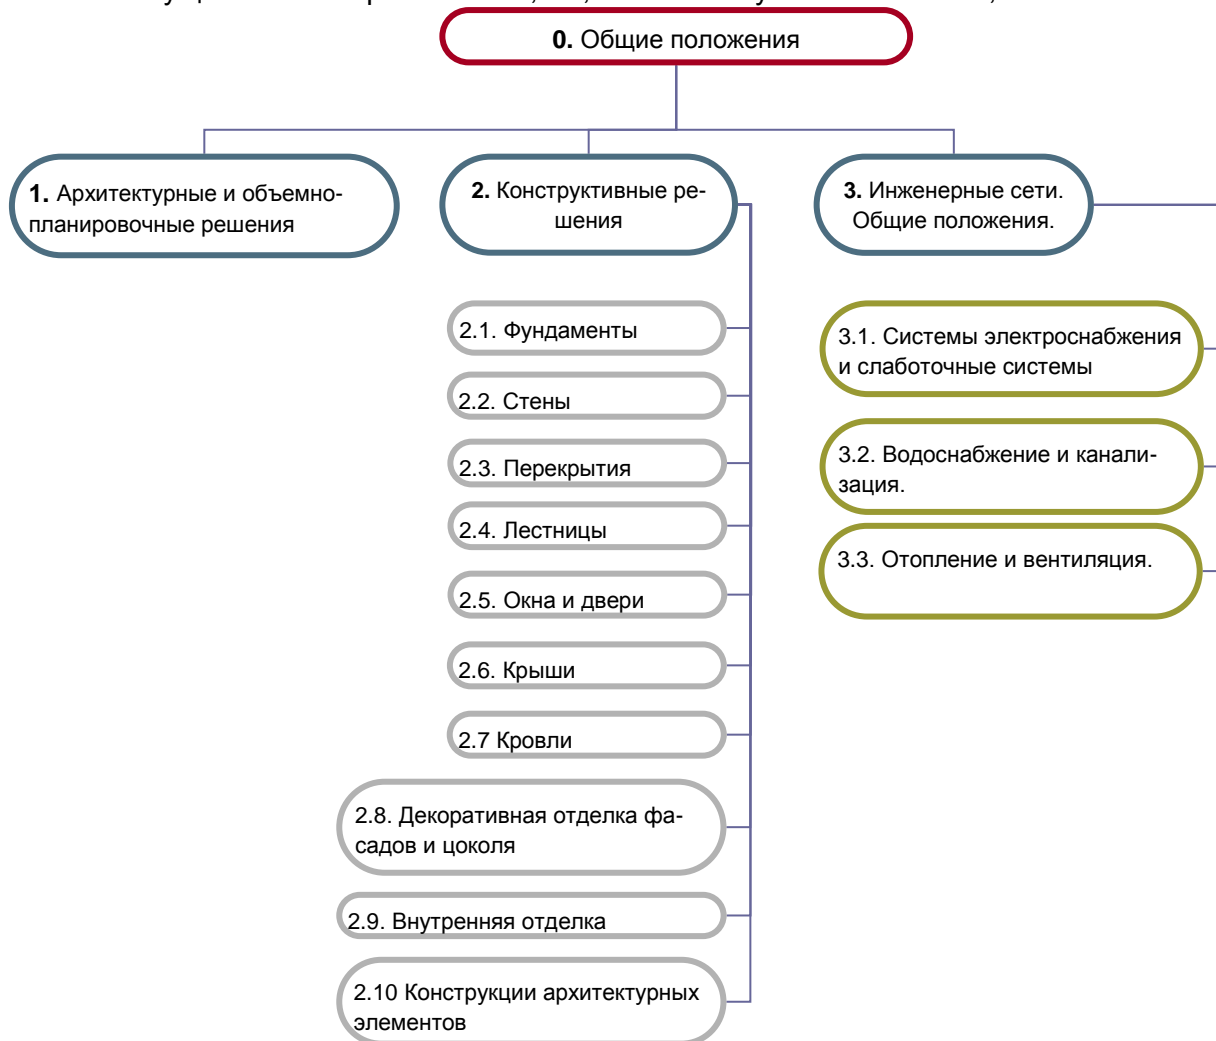 0. Общие положения
1. Архитектурные и объемно-
планировочные решения
2. Конструктивные ре-
шения
3. Инженерные сети.
Общие положения.
2.1. Фундаменты
2.2. Стены
2.3. Перекрытия
2.4. Лестницы
2.5. Окна и двери
2.6. Крыши
2.7 Кровли
2.8. Декоративная отделка фа-
садов и цоколя
2.9. Внутренняя отделка
2.10 Конструкции архитектурных
элементов
3.1. Системы электроснабжения
и слаботочные системы
3.2. Водоснабжение и канали-
зация.
3.3. Отопление и вентиляция.